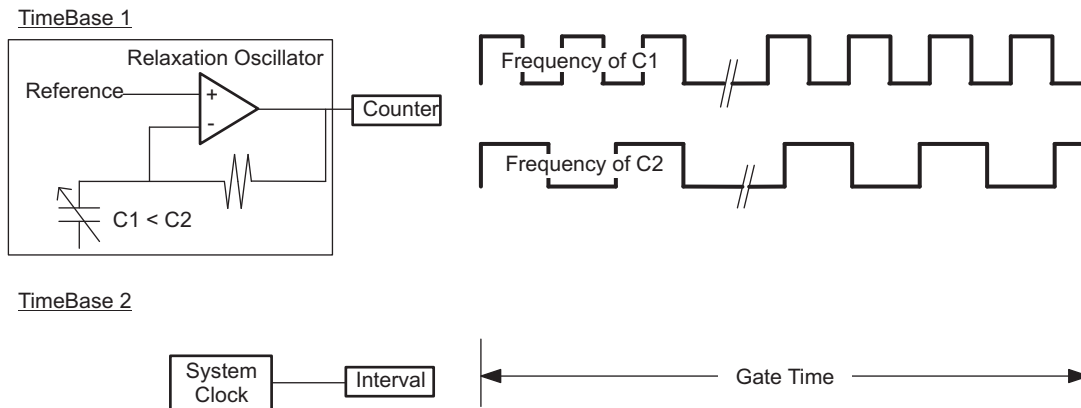 TimeBase 1
Relaxation Oscillator
Reference
+
-
Counter
C1 < C2
Frequency of C1
Frequency of C2
TimeBase 2
System
Clock
Interval
Gate Time